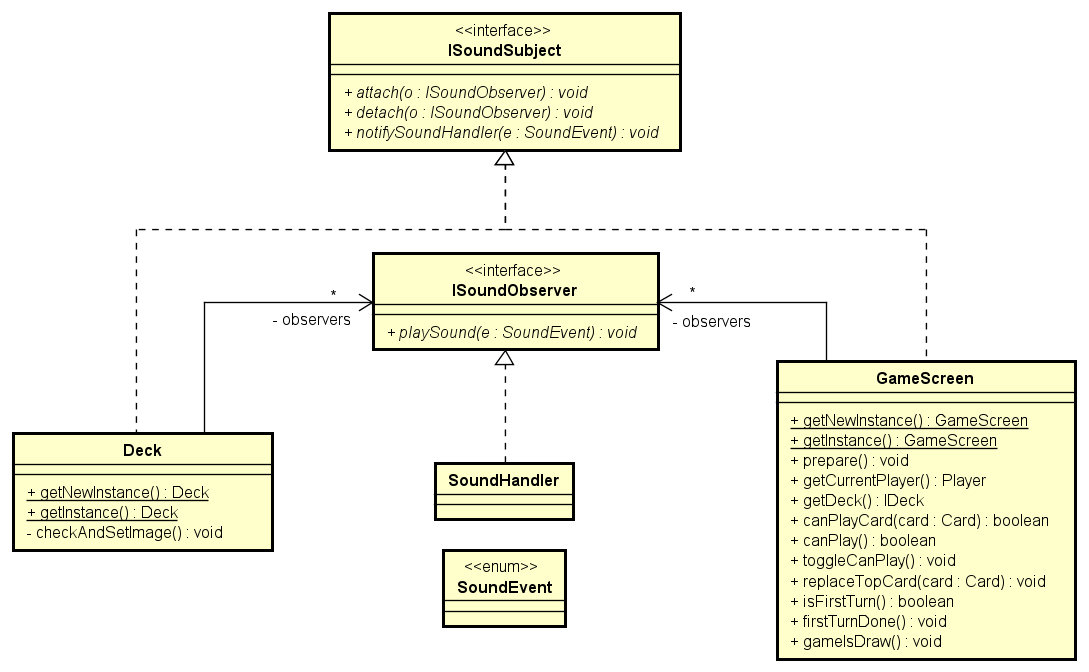 <<interface>>
ISoundSubject
+ attach(o : ISoundObserver) : void
+ detach(o : ISoundObserver) : void
+ notifySoundHandler(e : SoundEvent) : void
<<interface>>
ISoundObserver
+ playSound(e : SoundEvent) : void
*
- observers
*
- observers
Deck
+ getNewInstance() : Deck
+ getInstance() : Deck
- checkAndSetImage() : void
SoundHandler
<<enum>>
SoundEvent
GameScreen
+ getNewInstance() : GameScreen
+ getInstance() : GameScreen
+ prepare() : void
+ getCurrentPlayer() : Player
+ getDeck() : IDeck
+ canPlayCard(card : Card) : boolean
+ canPlay() : boolean
+ toggleCanPlay() : void
+ replaceTopCard(card : Card) : void
+ isFirstTurn() : boolean
+ firstTurnDone() : void
+ gameIsDraw() : void